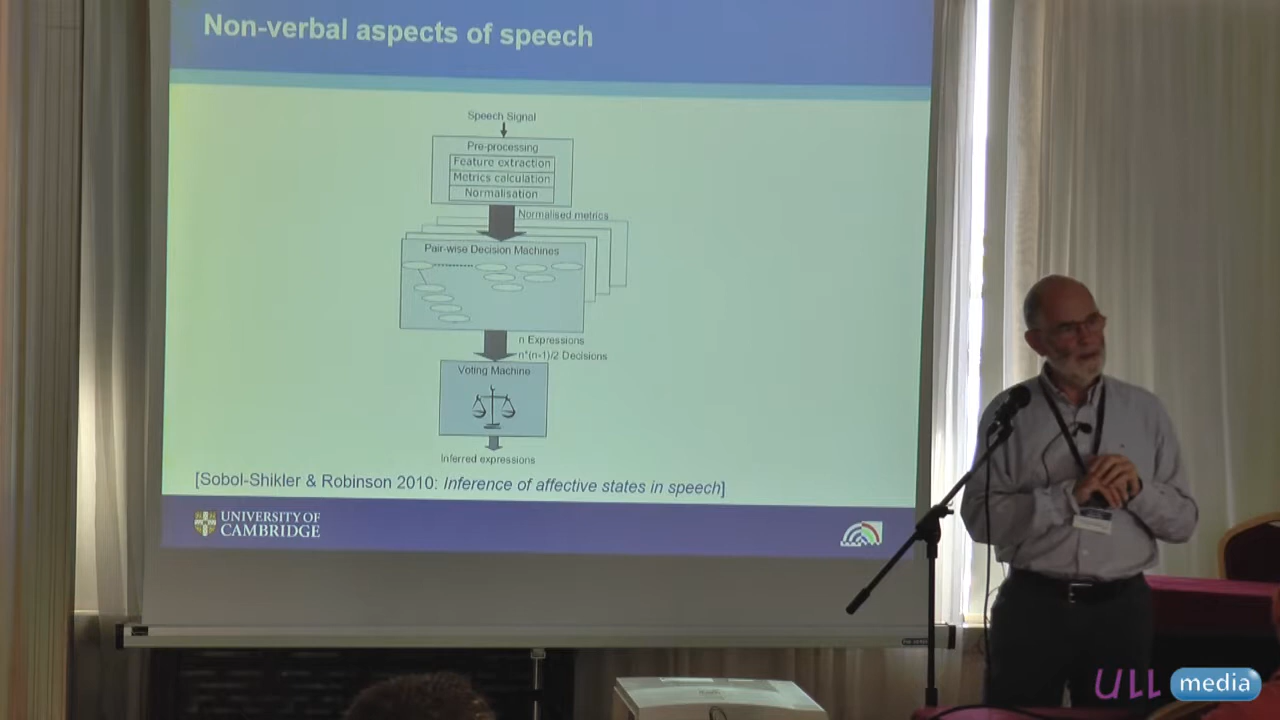 Non-verbal aspects of speech
Speech Signal
Pre-processing
Feature extraction
Metrics calculation
Normalisation
Normalised metrics
Pair-wise Decision Machines
n Expressions
n*(n-1)/2 Decisions
Voting Machine
Inferred expressions
[Sobol-Shikler & Robinson 2010: Inference of affective states in speech]
UNIVERSITY OF
CAMBRIDGE
ULL media